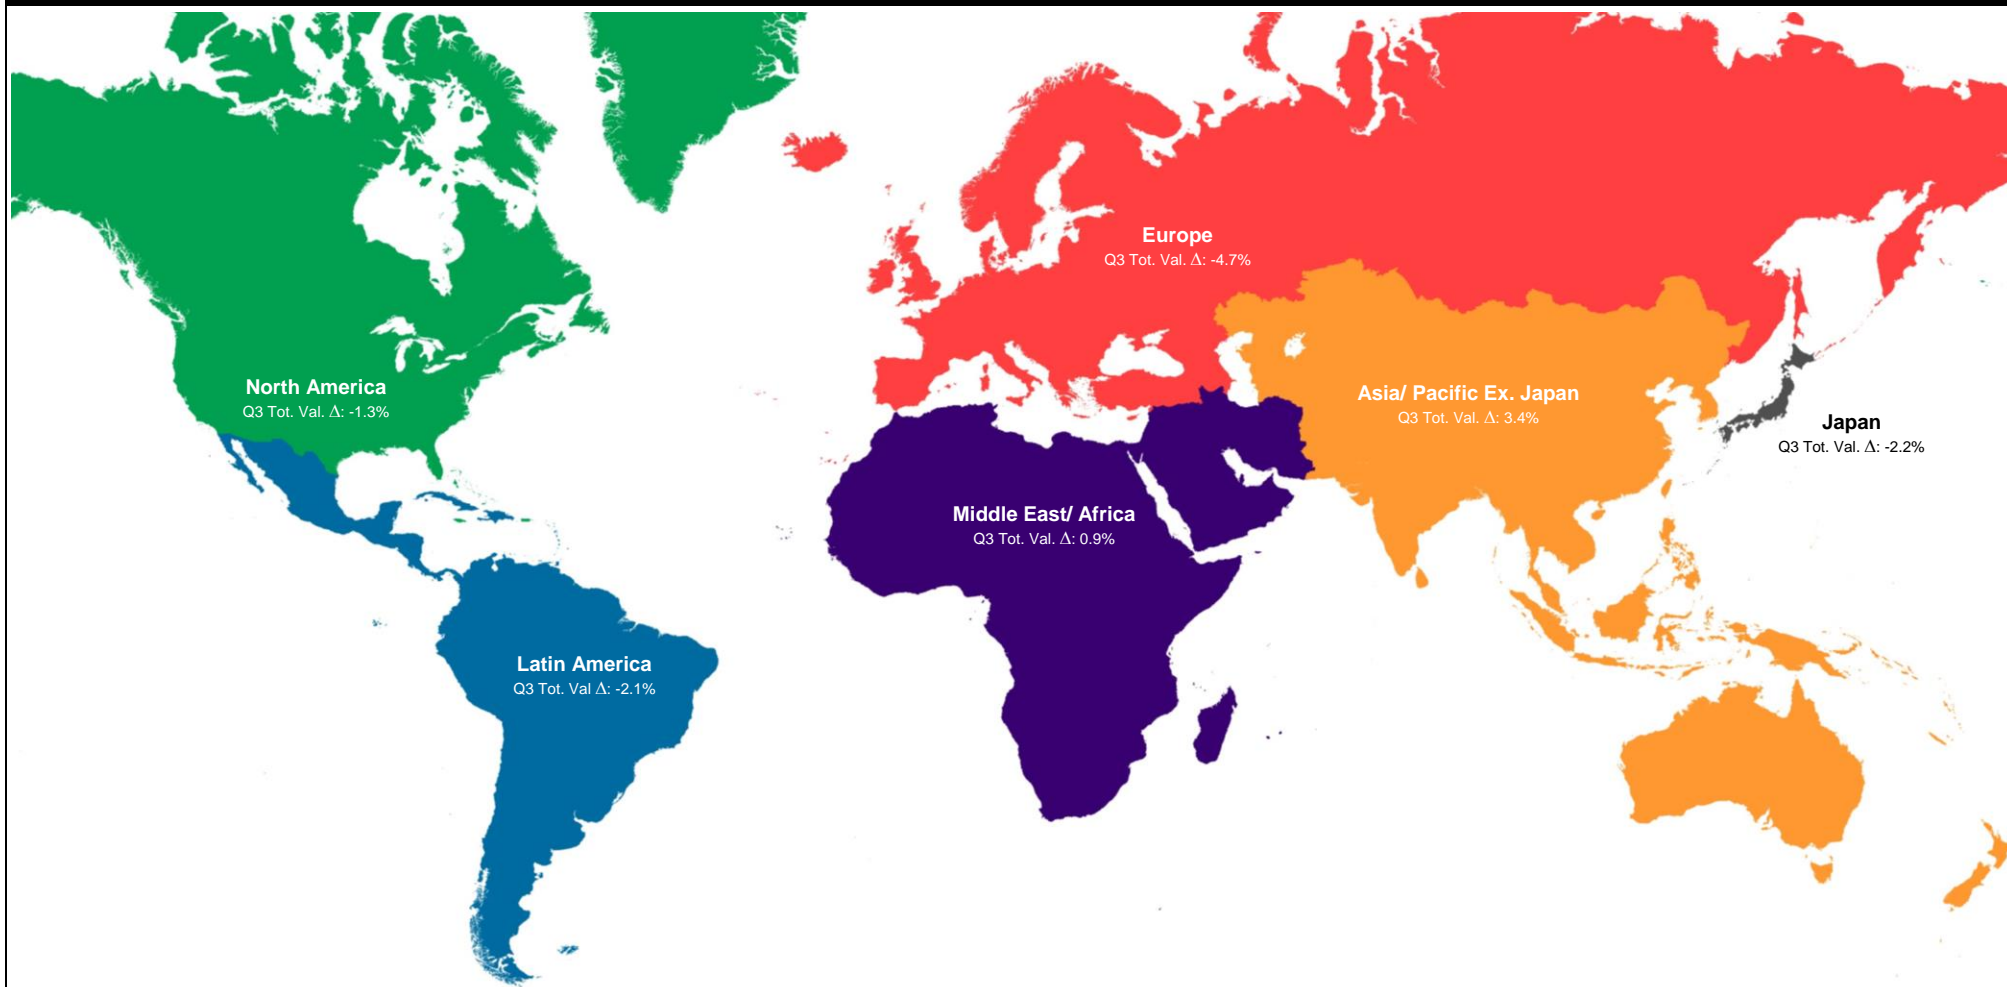 Europe
Q3 Tot. Val. Δ: -4.7%
North America
Q3 Tot. Val. Δ: -1.3%
Asia/ Pacific Ex. Japan
Q3 Tot. Val. Δ: 3.4%
Japan
Q3 Tot. Val. Δ: -2.2%
Middle East/ Africa
Q3 Tot. Val. Δ: 0.9%
Latin America
Q3 Tot. Val Δ: -2.1%